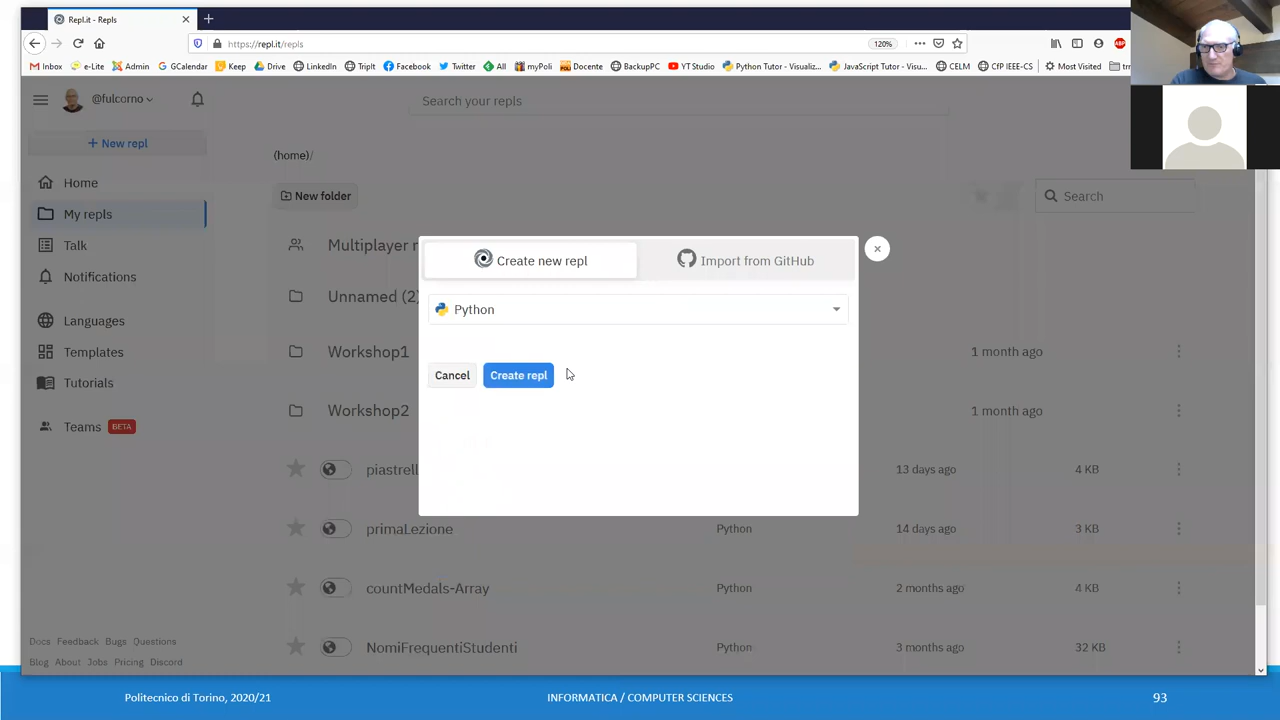 Repl.it - Repls
https://repl.it/repls
120%
Inbox e-Lite Admin GCalendar Keep Drive LinkedIn TripIt Facebook Twitter All myPoli Docente BackupPC YT Studio Python Tutor - Visualiz... JavaScript Tutor - Visu... CELM CfP IEEE-CS Most Visited
ABP
@fulcorno
Search your repls
+ New repl
(home)/
Home
New folder
Search
My repls
Talk
Multiplayer r
Notifications
Unnamed (2)
Languages
Templates
Tutorials
Teams BETA
Create new repl
Import from GitHub
Python
Cancel
Create repl
Workshop1 1 month ago
Workshop2 1 month ago
piastrell 13 days ago 4 KB
primaLezione Python 14 days ago 3 KB
countMedals-Array Python 2 months ago 4 KB
NomiFrequentiStudenti Python 3 months ago 32 KB
Docs Feedback Bugs Questions
Blog About Jobs Pricing Discord
Politecnico di Torino, 2020/21
INFORMATICA / COMPUTER SCIENCES
93